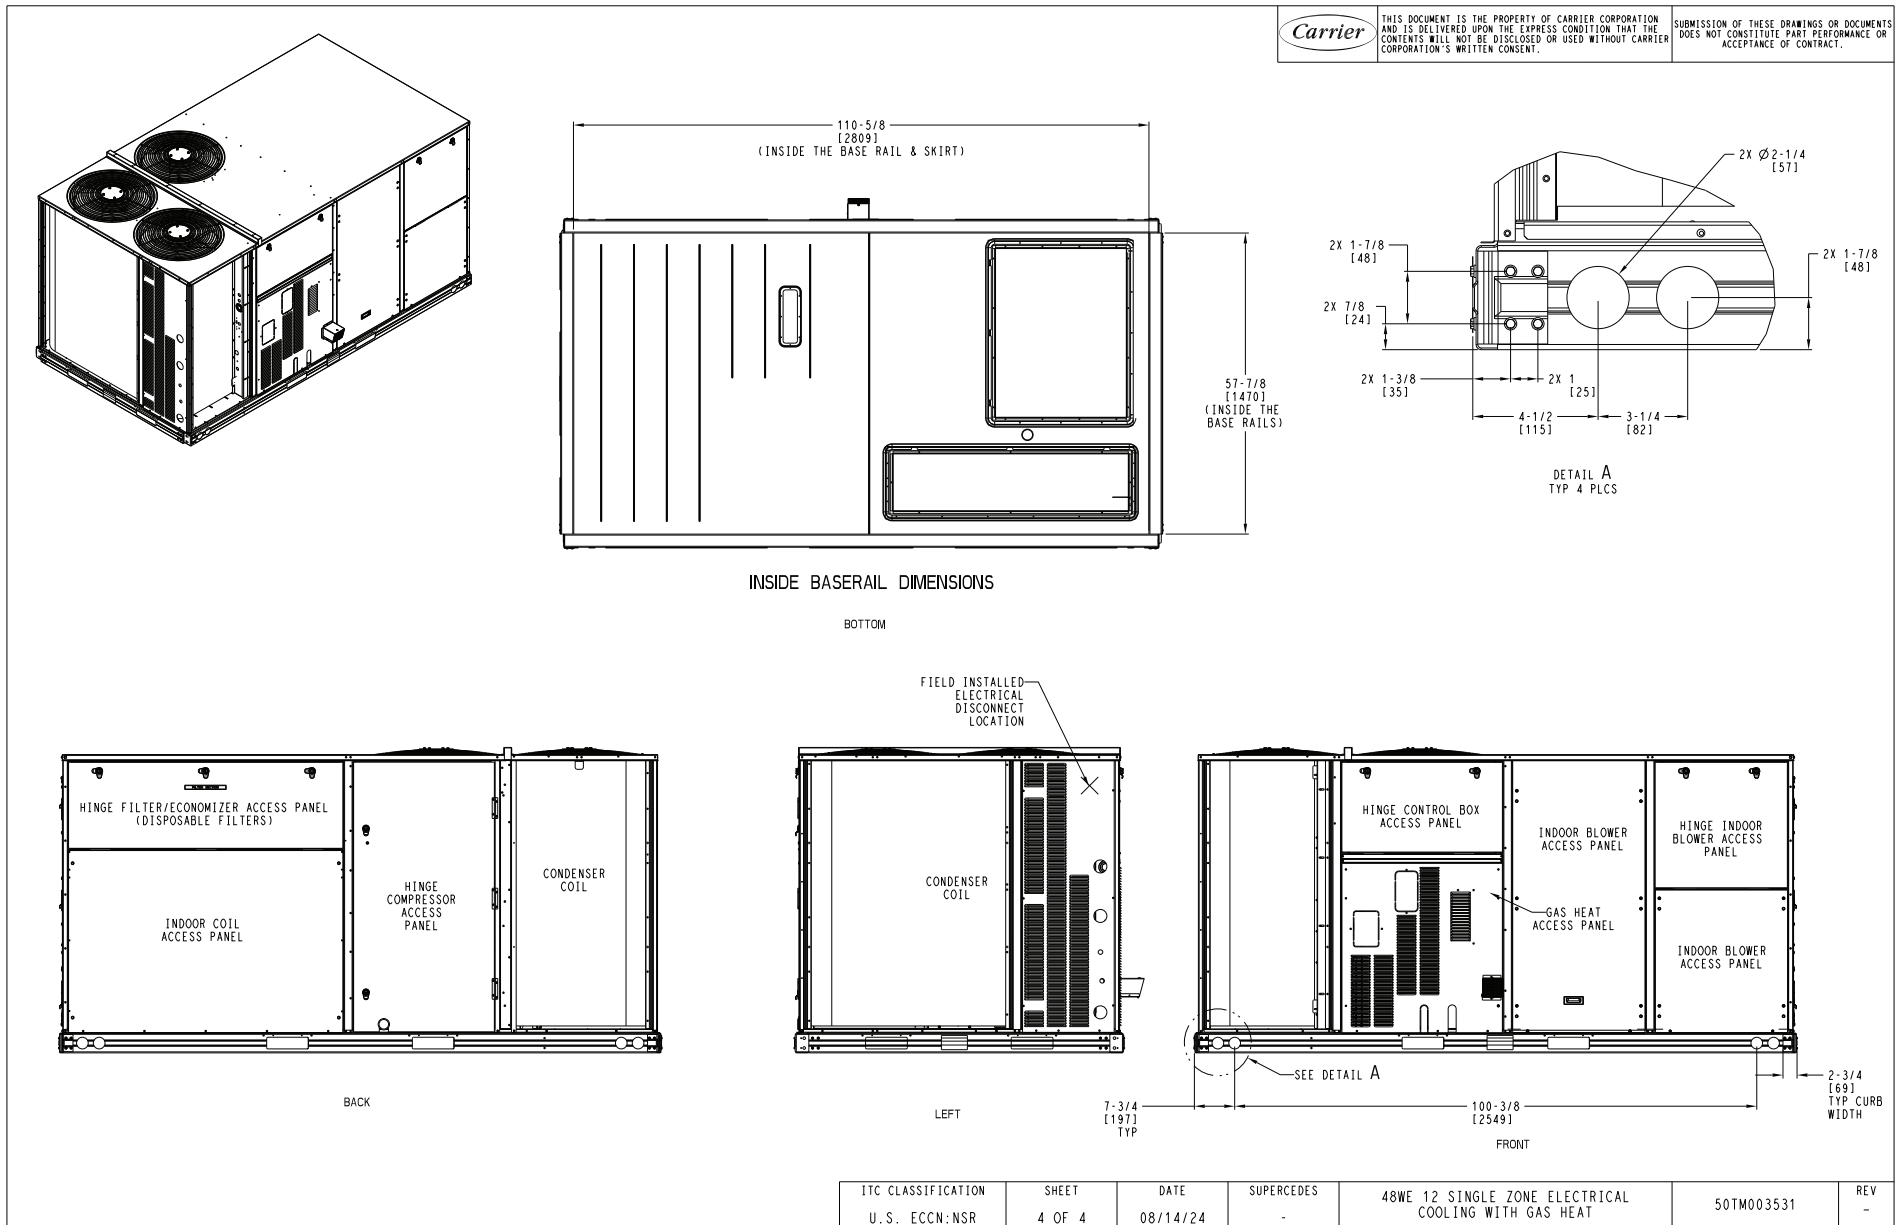 Carrier
THIS DOCUMENT IS THE PROPERTY OF CARRIER CORPORATION
AND IS DELIVERED UPON THE EXPRESS CONDITION THAT THE
CONTENTS WILL NOT BE DISCLOSED OR USED WITHOUT CARRIER
CORPORATION'S WRITTEN CONSENT.
SUBMISSION OF THESE DRAWINGS OR DOCUMENTS
DOES NOT CONSTITUTE PART PERFORMANCE OR
ACCEPTANCE OF CONTRACT.
110-5/8
[2809]
(INSIDE THE BASE RAIL & SKIRT)
57-7/8
[1470]
(INSIDE THE
BASE RAILS)
INSIDE BASERAIL DIMENSIONS
BOTTOM
2X Ø2-1/4
[57]
2X 1-7/8
[48]
2X 1-7/8
[48]
2X 7/8
[24]
2X 1-3/8
[35]
2X 1
[25]
4-1/2
[115]
3-1/4
[82]
DETAIL A
TYP 4 PLCS
HINGE FILTER/ECONOMIZER ACCESS PANEL
(DISPOSABLE FILTERS)
INDOOR COIL
ACCESS PANEL
HINGE
COMPRESSOR
ACCESS
PANEL
CONDENSER
COIL
BACK
FIELD INSTALLED
ELECTRICAL
DISCONNECT
LOCATION
CONDENSER
COIL
LEFT
HINGE CONTROL BOX
ACCESS PANEL
INDOOR BLOWER
ACCESS PANEL
HINGE INDOOR
BLOWER ACCESS
PANEL
GAS HEAT
ACCESS PANEL
INDOOR BLOWER
ACCESS PANEL
SEE DETAIL A
7-3/4
[197]
TYP
100-3/8
[2549]
2-3/4
[69]
TYP CURB
WIDTH
FRONT
ITC CLASSIFICATION
U.S. ECCN:NSR
SHEET
4 OF 4
DATE
08/14/24
SUPERCEDES
-
48WE 12 SINGLE ZONE ELECTRICAL
COOLING WITH GAS HEAT
50TM003531
REV
-